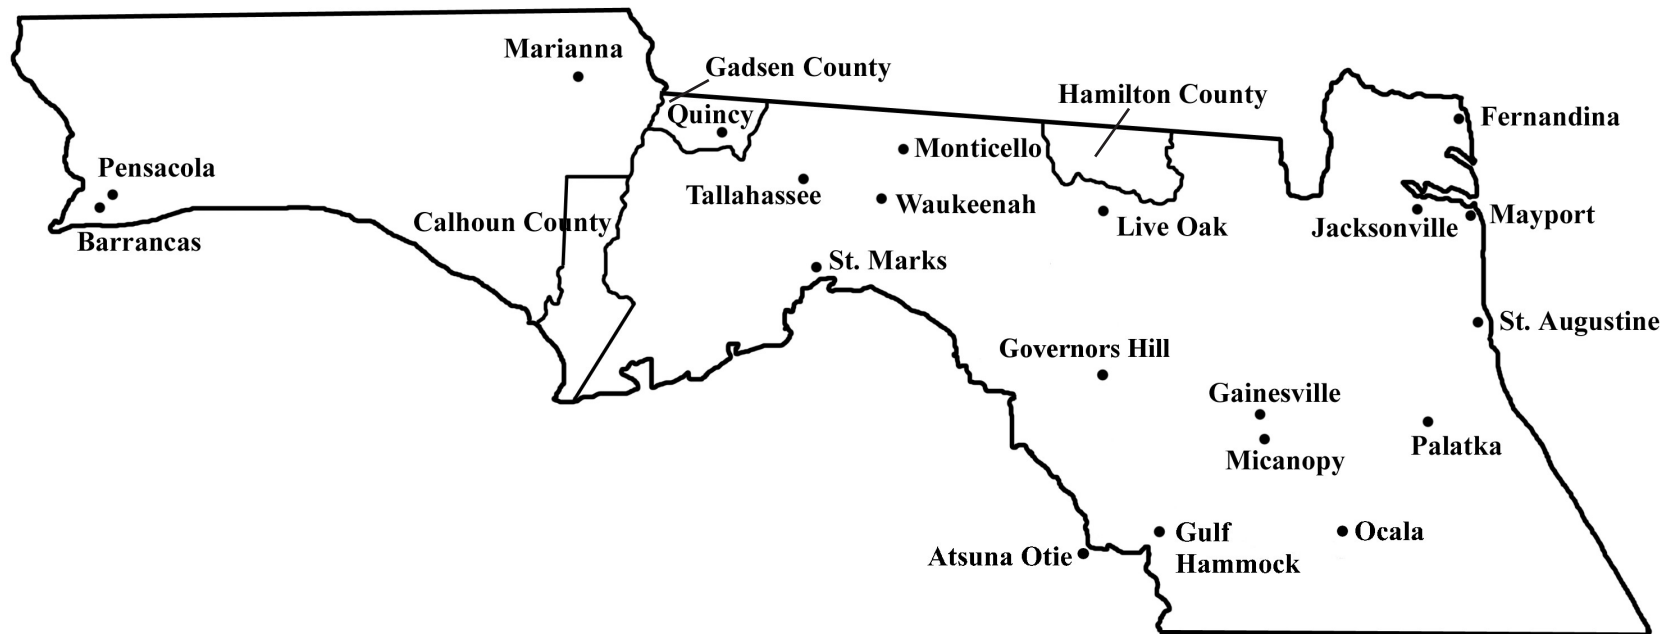 Marianna
Gadsen County
Hamilton County
Quincy
Fernandina
Monticello
Pensacola
Tallahassee
Waukeenah
Calhoun County
Live Oak
Jacksonville
Mayport
Barrancas
St. Marks
St. Augustine
Governors Hill
Gainesville
Palatka
Micanopy
Gulf
Hammock
Ocala
Atsuna Otie